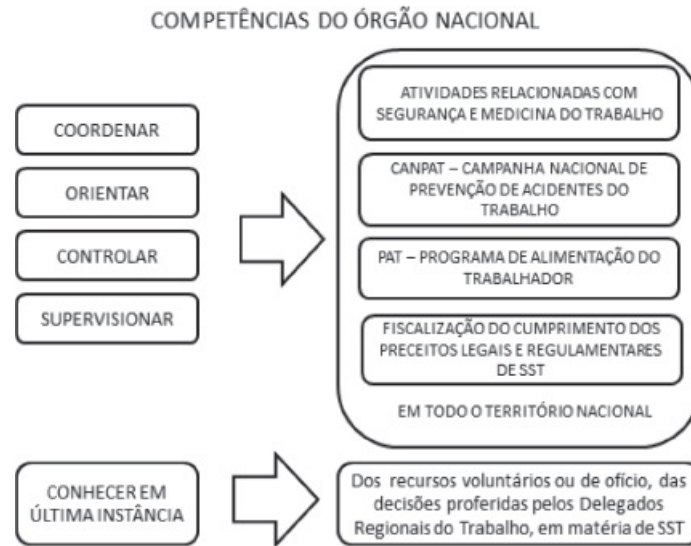 COMPETÊNCIAS DO ÓRGÃO NACIONAL
COORDENAR
ORIENTAR
CONTROLAR
SUPERVISIONAR
ATIVIDADES RELACIONADAS COM
SEGURANÇA E MEDICINA DO TRABALHO
CANPAT – CAMPANHA NACIONAL DE
PREVENÇÃO DE ACIDENTES DO
TRABALHO
PAT – PROGRAMA DE ALIMENTAÇÃO DO
TRABALHADOR
FISCALIZAÇÃO DO CUMPRIMENTO DOS
PRECEITOS LEGAIS E REGULAMENTARES
DE SST
EM TODO O TERRITÓRIO NACIONAL
CONHECER EM
ÚLTIMA INSTÂNCIA
Dos recursos voluntários ou de ofício, das
decisões proferidas pelos Delegados
Regionais do Trabalho, em matéria de SST